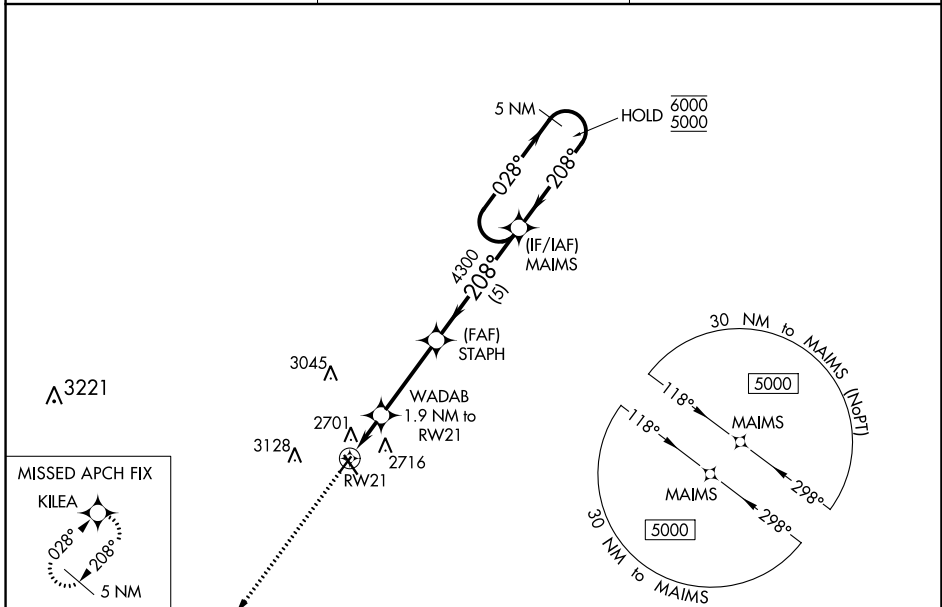 5 NM
HOLD
6000
5000
028°
208°
(IF/IAF)
MAIMS
4300
208°
(5)
(FAF)
STAPH
3045
3221
WADAB
1.9 NM to
RW21
2701
2716
3128
RW21
30 NM to MAIMS (NoPT)
5000
118°
MAIMS
298°
118°
MAIMS
298°
5000
30 NM to MAIMS
MISSED APCH FIX
KILEA
028°
208°
5 NM